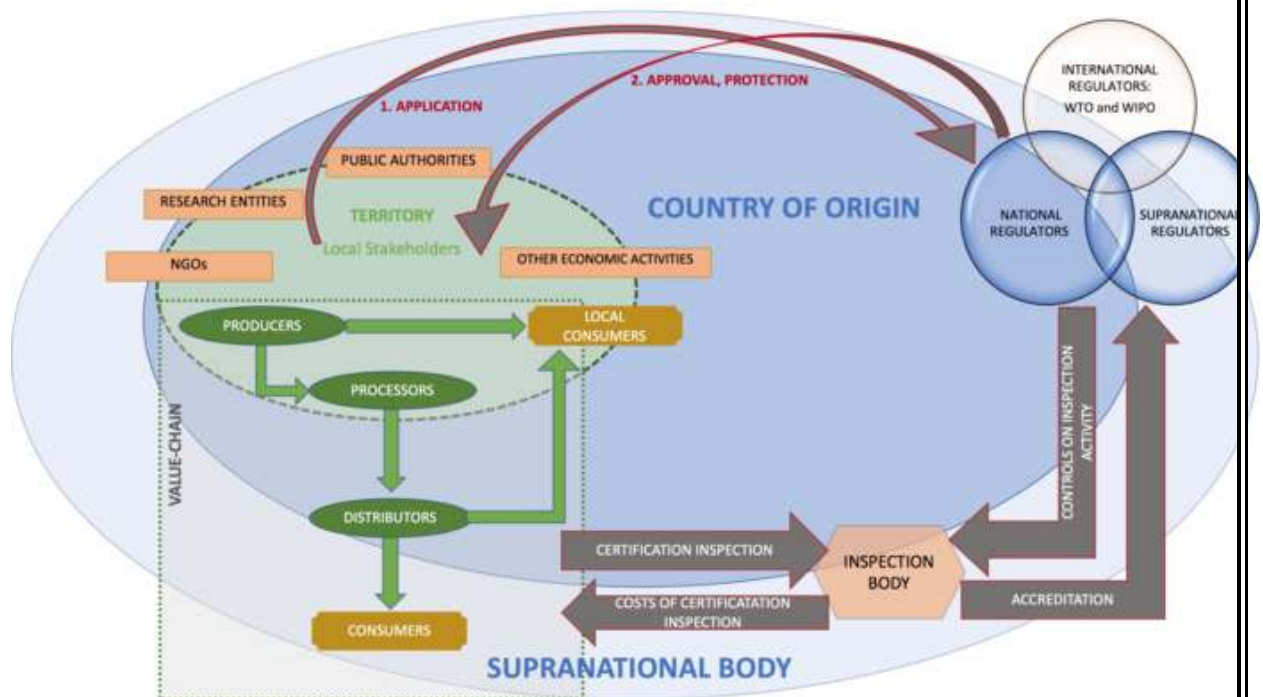 INTERNATIONAL
REGULATORS:
WTO and WIPO
2. APPROVAL, PROTECTION
1. APPLICATION
PUBLIC AUTHORITIES
RESEARCH ENTITIES
TERRITORY
Local Stakeholders
NGOs
OTHER ECONOMIC ACTIVITIES
COUNTRY OF ORIGIN
NATIONAL
REGULATORS
SUPRANATIONAL
REGULATORS
PRODUCERS
LOCAL
CONSUMERS
PROCESSORS
VALUE-CHAIN
DISTRIBUTORS
CONTROLS ON INSPECTION
ACTIVITY
CERTIFICATION INSPECTION
INSPECTION
BODY
COSTS OF CERTIFICATATION
INSPECTION
ACCREDITATION
CONSUMERS
SUPRANATIONAL BODY